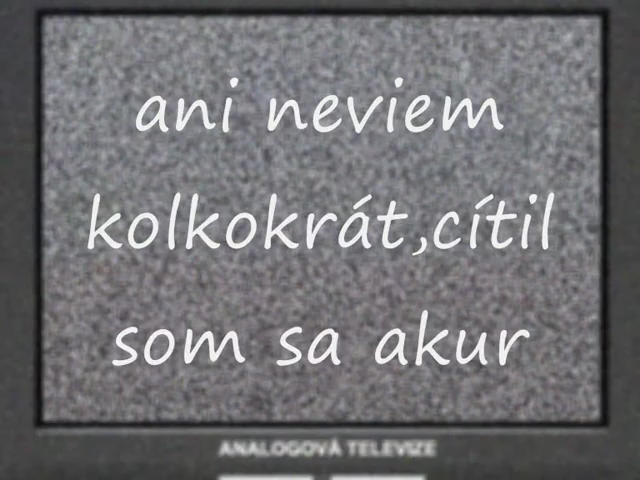 ani neviem
kolkokrát,cítil
som sa akur
ANALOGOVÁ TELEVIZE